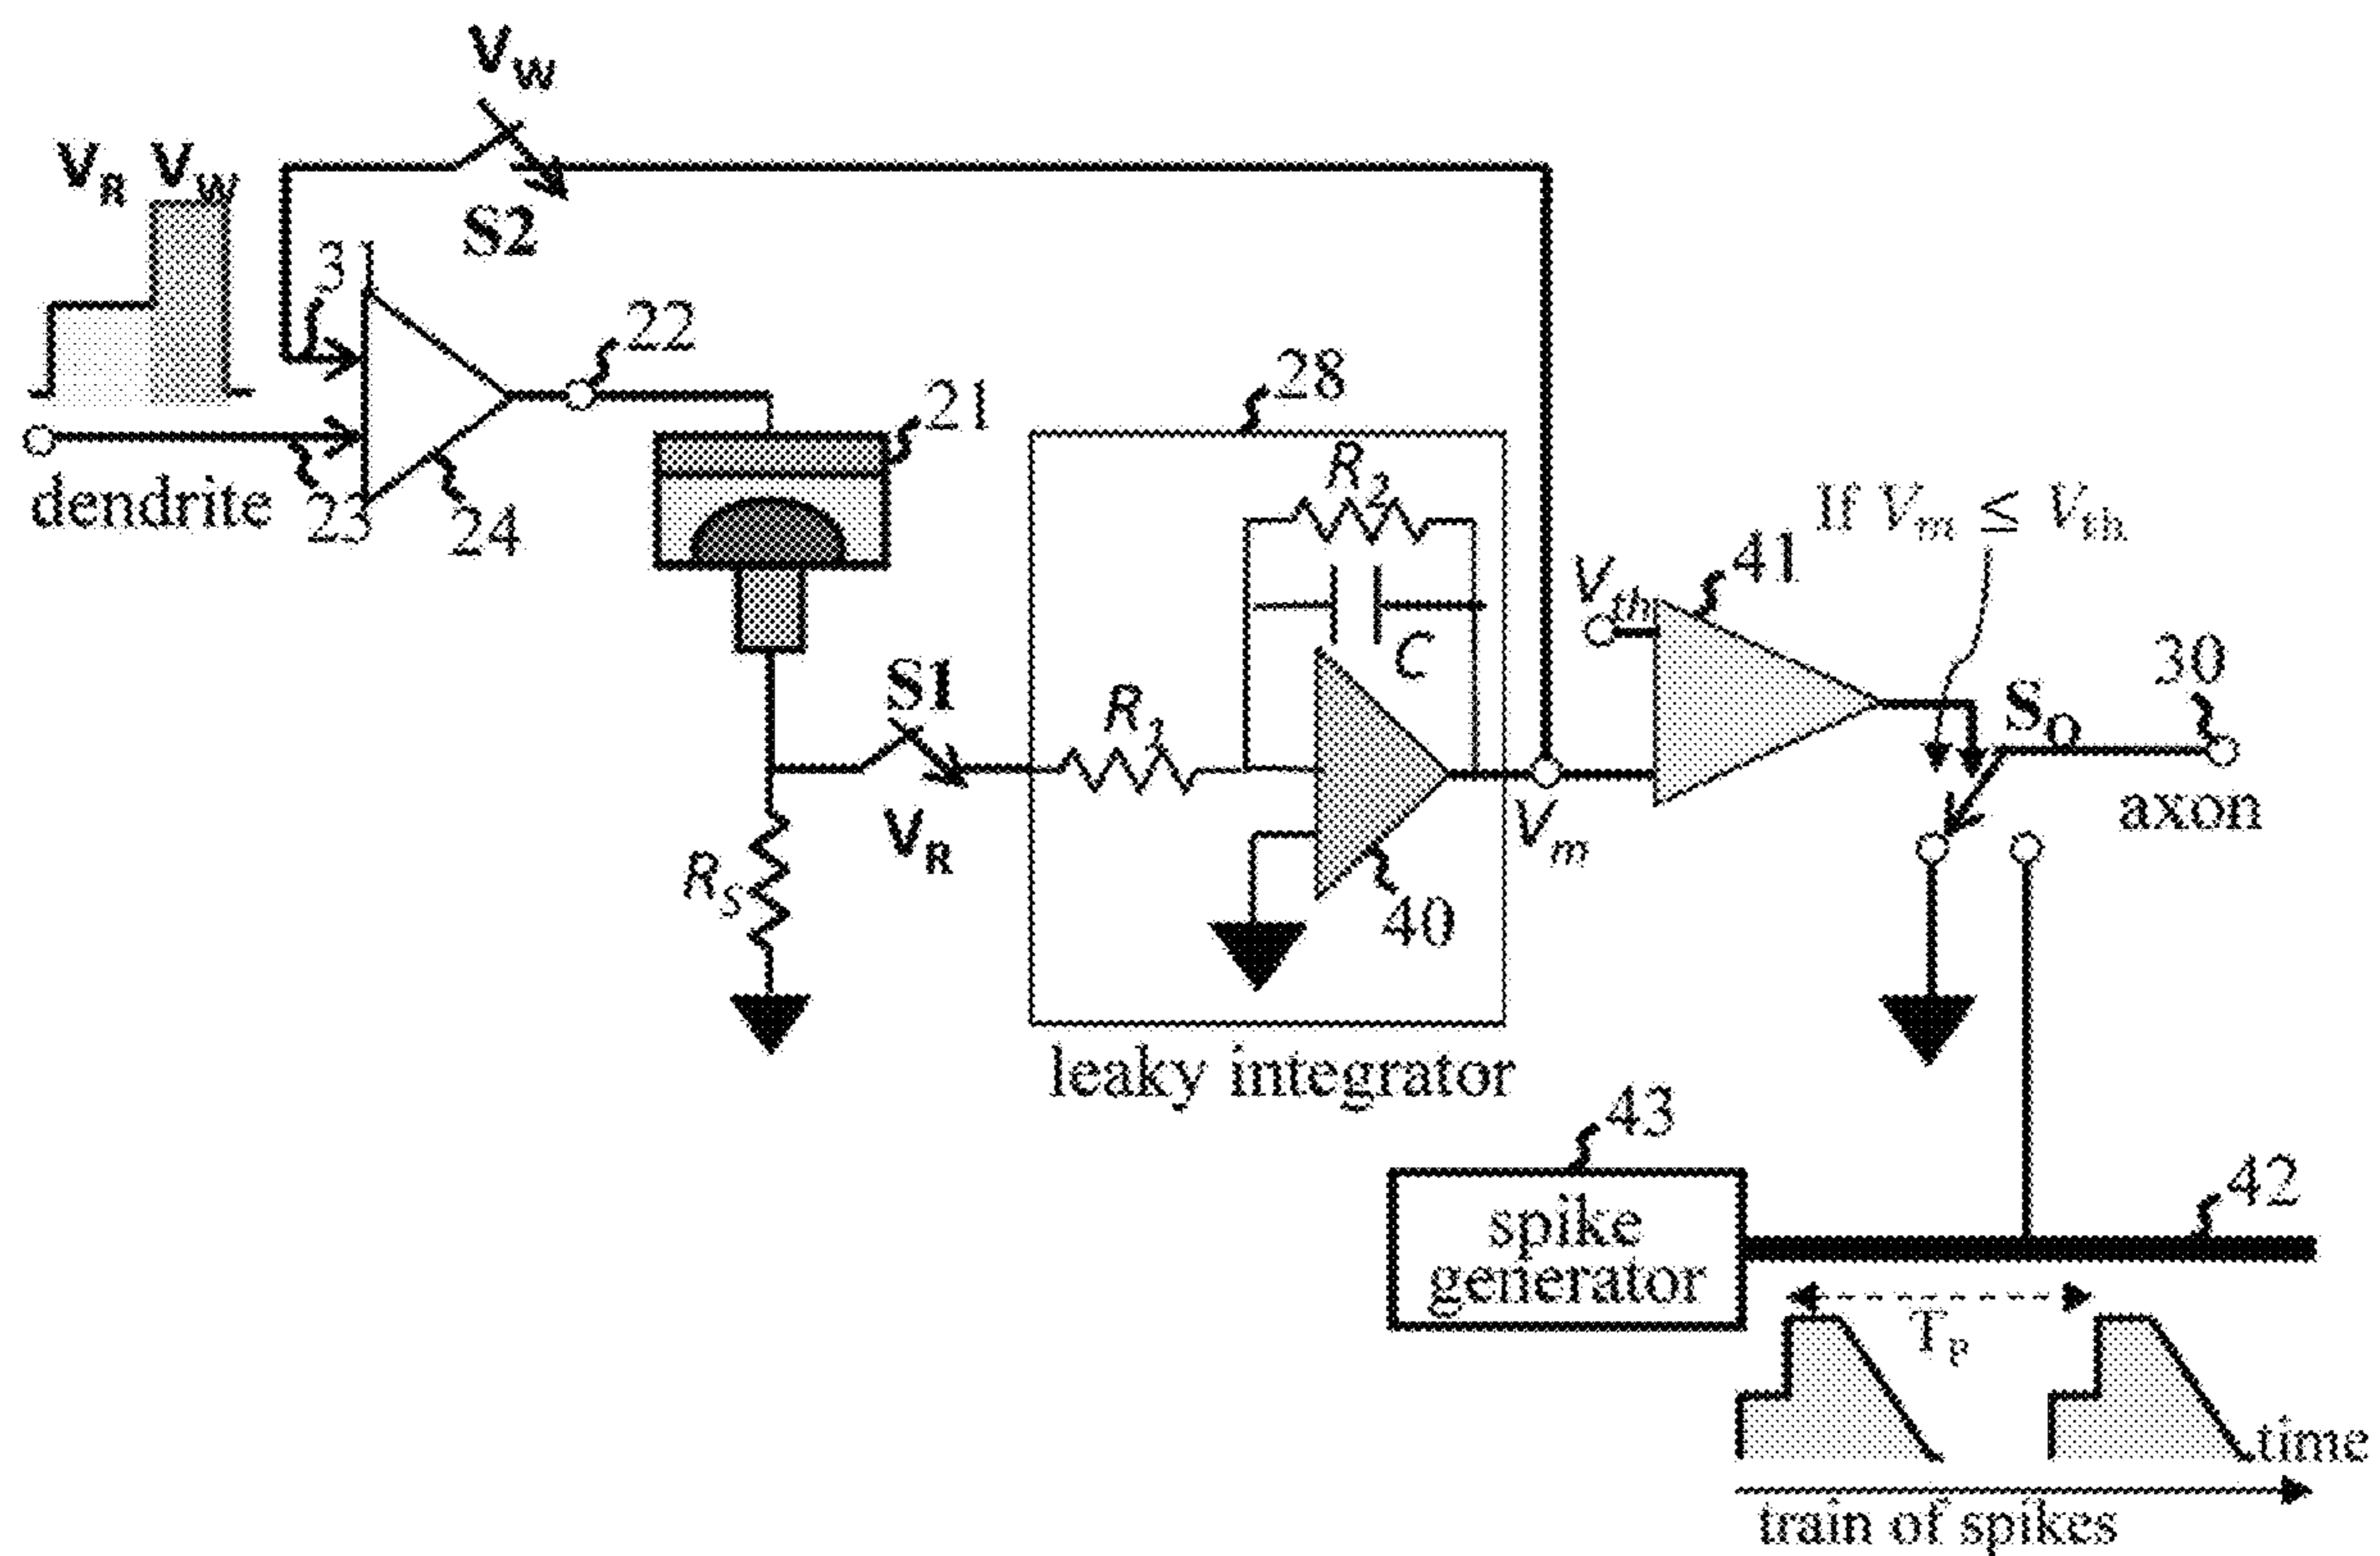 V_W
V_R V_W
S2
3
22
28
21
dendrite
23
24
R_2
C
If V_m ≤ V_th
41
V_th
S1
R_1
30
S_O
V_R
axon
R_S
V_m
40
leaky integrator
43
spike
generator
42
T_P
time
train of spikes